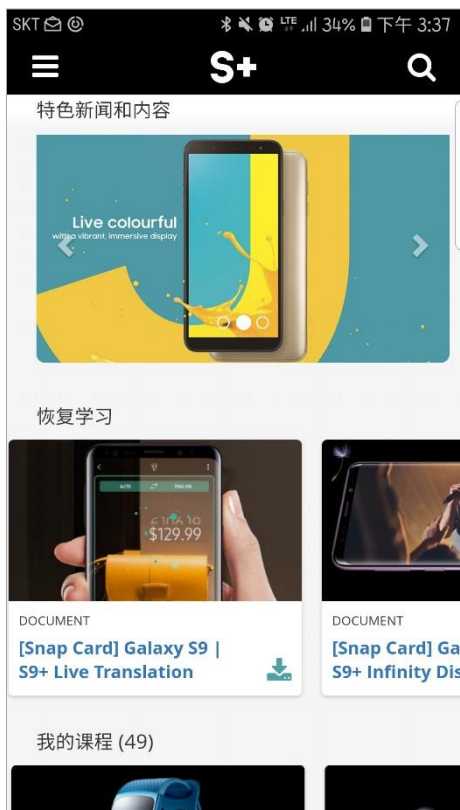 SKT LTE 34% 下午 3:37
S+
特色新闻和内容
Live colourful
with a vibrant, immersive display
恢复学习
AUTO ENGLISH
$129.99
DOCUMENT
[Snap Card] Galaxy S9 |
S9+ Live Translation
DOCUMENT
[Snap Card] Ga
S9+ Infinity Dis
我的课程 (49)